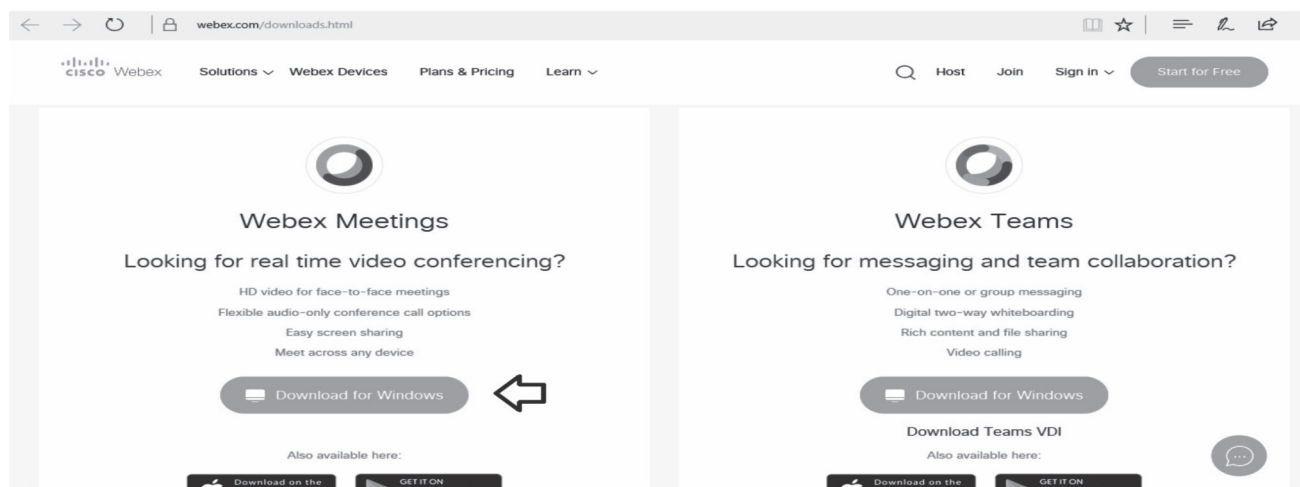 webex.com/downloads.html
CISCO Webex Solutions Webex Devices Plans & Pricing Learn Host Join Sign in Start for Free
Webex Meetings
Looking for real time video conferencing?
HD video for face-to-face meetings
Flexible audio-only conference call options
Easy screen sharing
Meet across any device
Download for Windows
Also available here:
Download on the
GET IT ON
Webex Teams
Looking for messaging and team collaboration?
One-on-one or group messaging
Digital two-way whiteboarding
Rich content and file sharing
Video calling
Download for Windows
Download Teams VDI
Also available here:
Download on the
GET IT ON